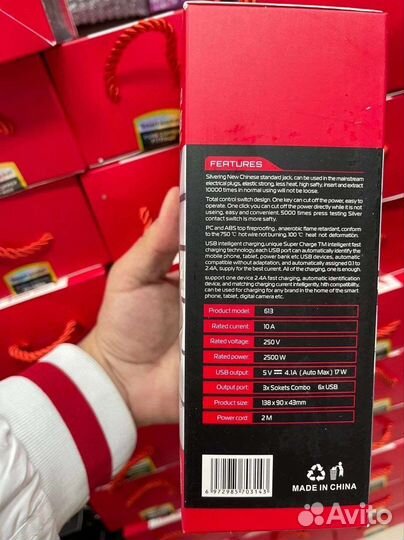 FEATURES
Silvering New Chinese standard jack, can be used in the mainstream
electrical plugs, elastic strong, less heat, high safty, insert and extract
10000 times in normal using will not be loose.
Total control switch design. One key can cut off the power, easy to
operate. One click you can cut off the power directly while it is not
useing, easy and convenient. 5000 times press testing Silver
contact switch is more safty.
PC and ABS top fireproofing , anaerobic flame retardant, conform
to the 750 °C hot wire not burning, 100 °C heat not deformation.
USB intelligent charging, unique Super Charge TM intelligent fast
charging technology, each USB port can automatically identify the
mobile phone, tablet, power bank etc USB devices, automatic
compatible without adaptation, and automatically assigned 0.1 to
2.4A, supply for the best current. All of the charging, one is enough.
support one device 2.4A fast charging, automatic identification
device, and matching charging current intelligently, hith compatibility,
can be used for charging for any brand in the home of the smart
phone, tablet, digital camera etc.
Product model: 613
Rated current: 10 A
Rated voltage: 250 V
Rated power: 2500 W
USB output: 5 V ⎓ 4.1A ( Auto Max ) 17 W
Output port: 3x Sokets Combo 6x USB
Product size: 138 x 90 x 43mm
Power cord: 2 M
6 972985 703143
MADE IN CHINA
Avito